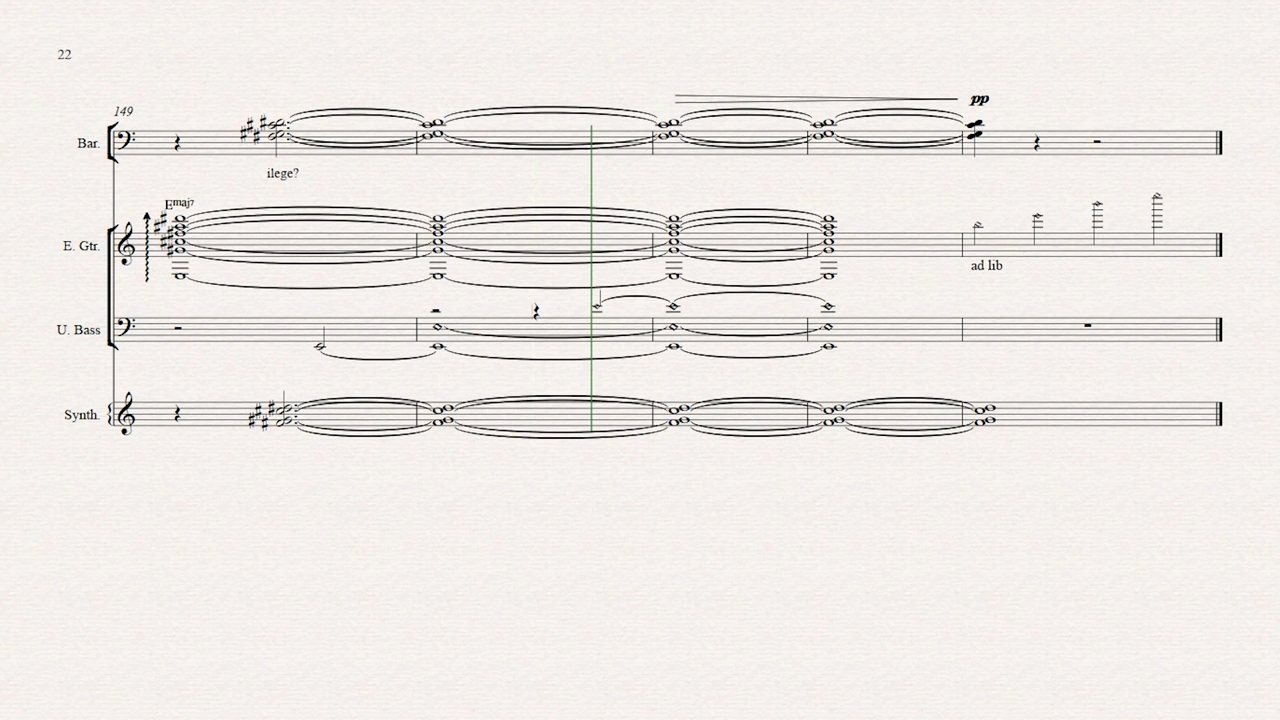 22
149
pp
Bar.
ilege?
Emaj7
E. Gtr.
ad lib
U. Bass
Synth.